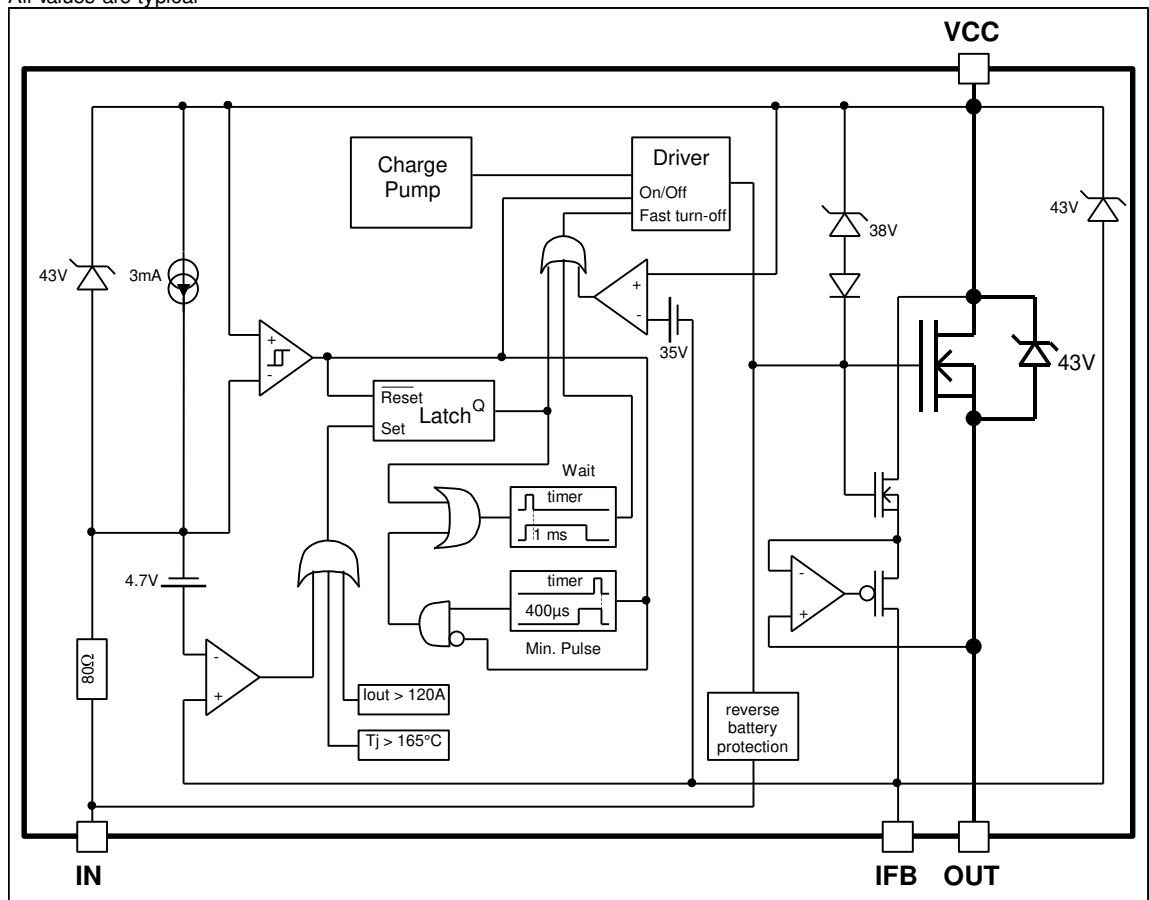 All values are typical
VCC
Charge
Pump
Driver
On/Off
Fast turn-off
43V
38V
43V
3mA
+
-
35V
+
-
43V
Reset
Latch
Q
Set
Wait
timer
1 ms
4.7V
timer
400µs
Min. Pulse
-
+
80Ω
-
+
Iout > 120A
Tj > 165°C
reverse
battery
protection
IN
IFB
OUT